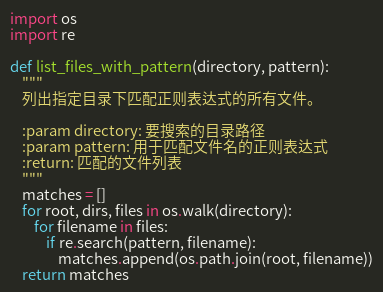 import os
import re

def list_files_with_pattern(directory, pattern):
    """
    列出指定目录下匹配正则表达式的所有文件。

    :param directory: 要搜索的目录路径
    :param pattern: 用于匹配文件名的正则表达式
    :return: 匹配的文件列表
    """
    matches = []
    for root, dirs, files in os.walk(directory):
        for filename in files:
            if re.search(pattern, filename):
                matches.append(os.path.join(root, filename))
    return matches